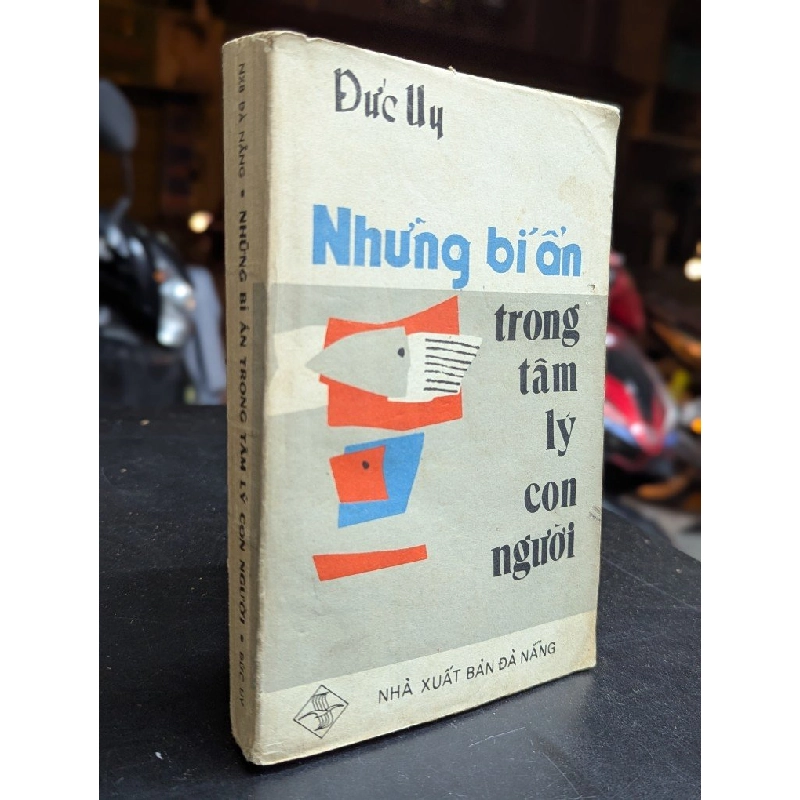 Đức Uy
Những bí ẩn
trong
tâm
lý
con
người
NHÀ XUẤT BẢN ĐÀ NẴNG
NXB ĐÀ NẴNG • NHỮNG BÍ ẨN TRONG TÂM LÝ CON NGƯỜI • ĐỨC UY